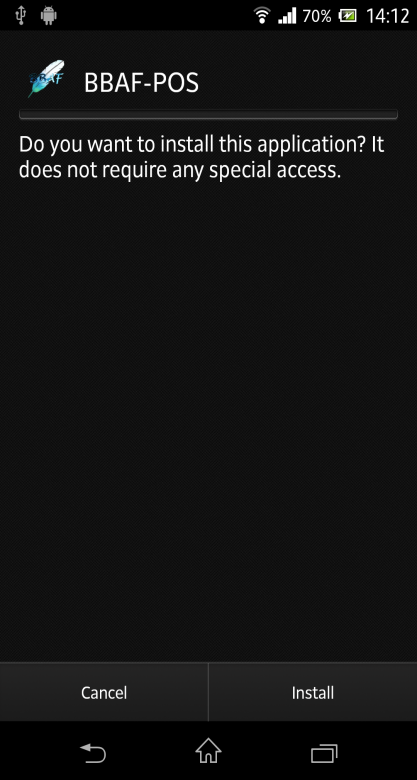 70% 14:12
BBAF-POS
Do you want to install this application? It
does not require any special access.
Cancel Install